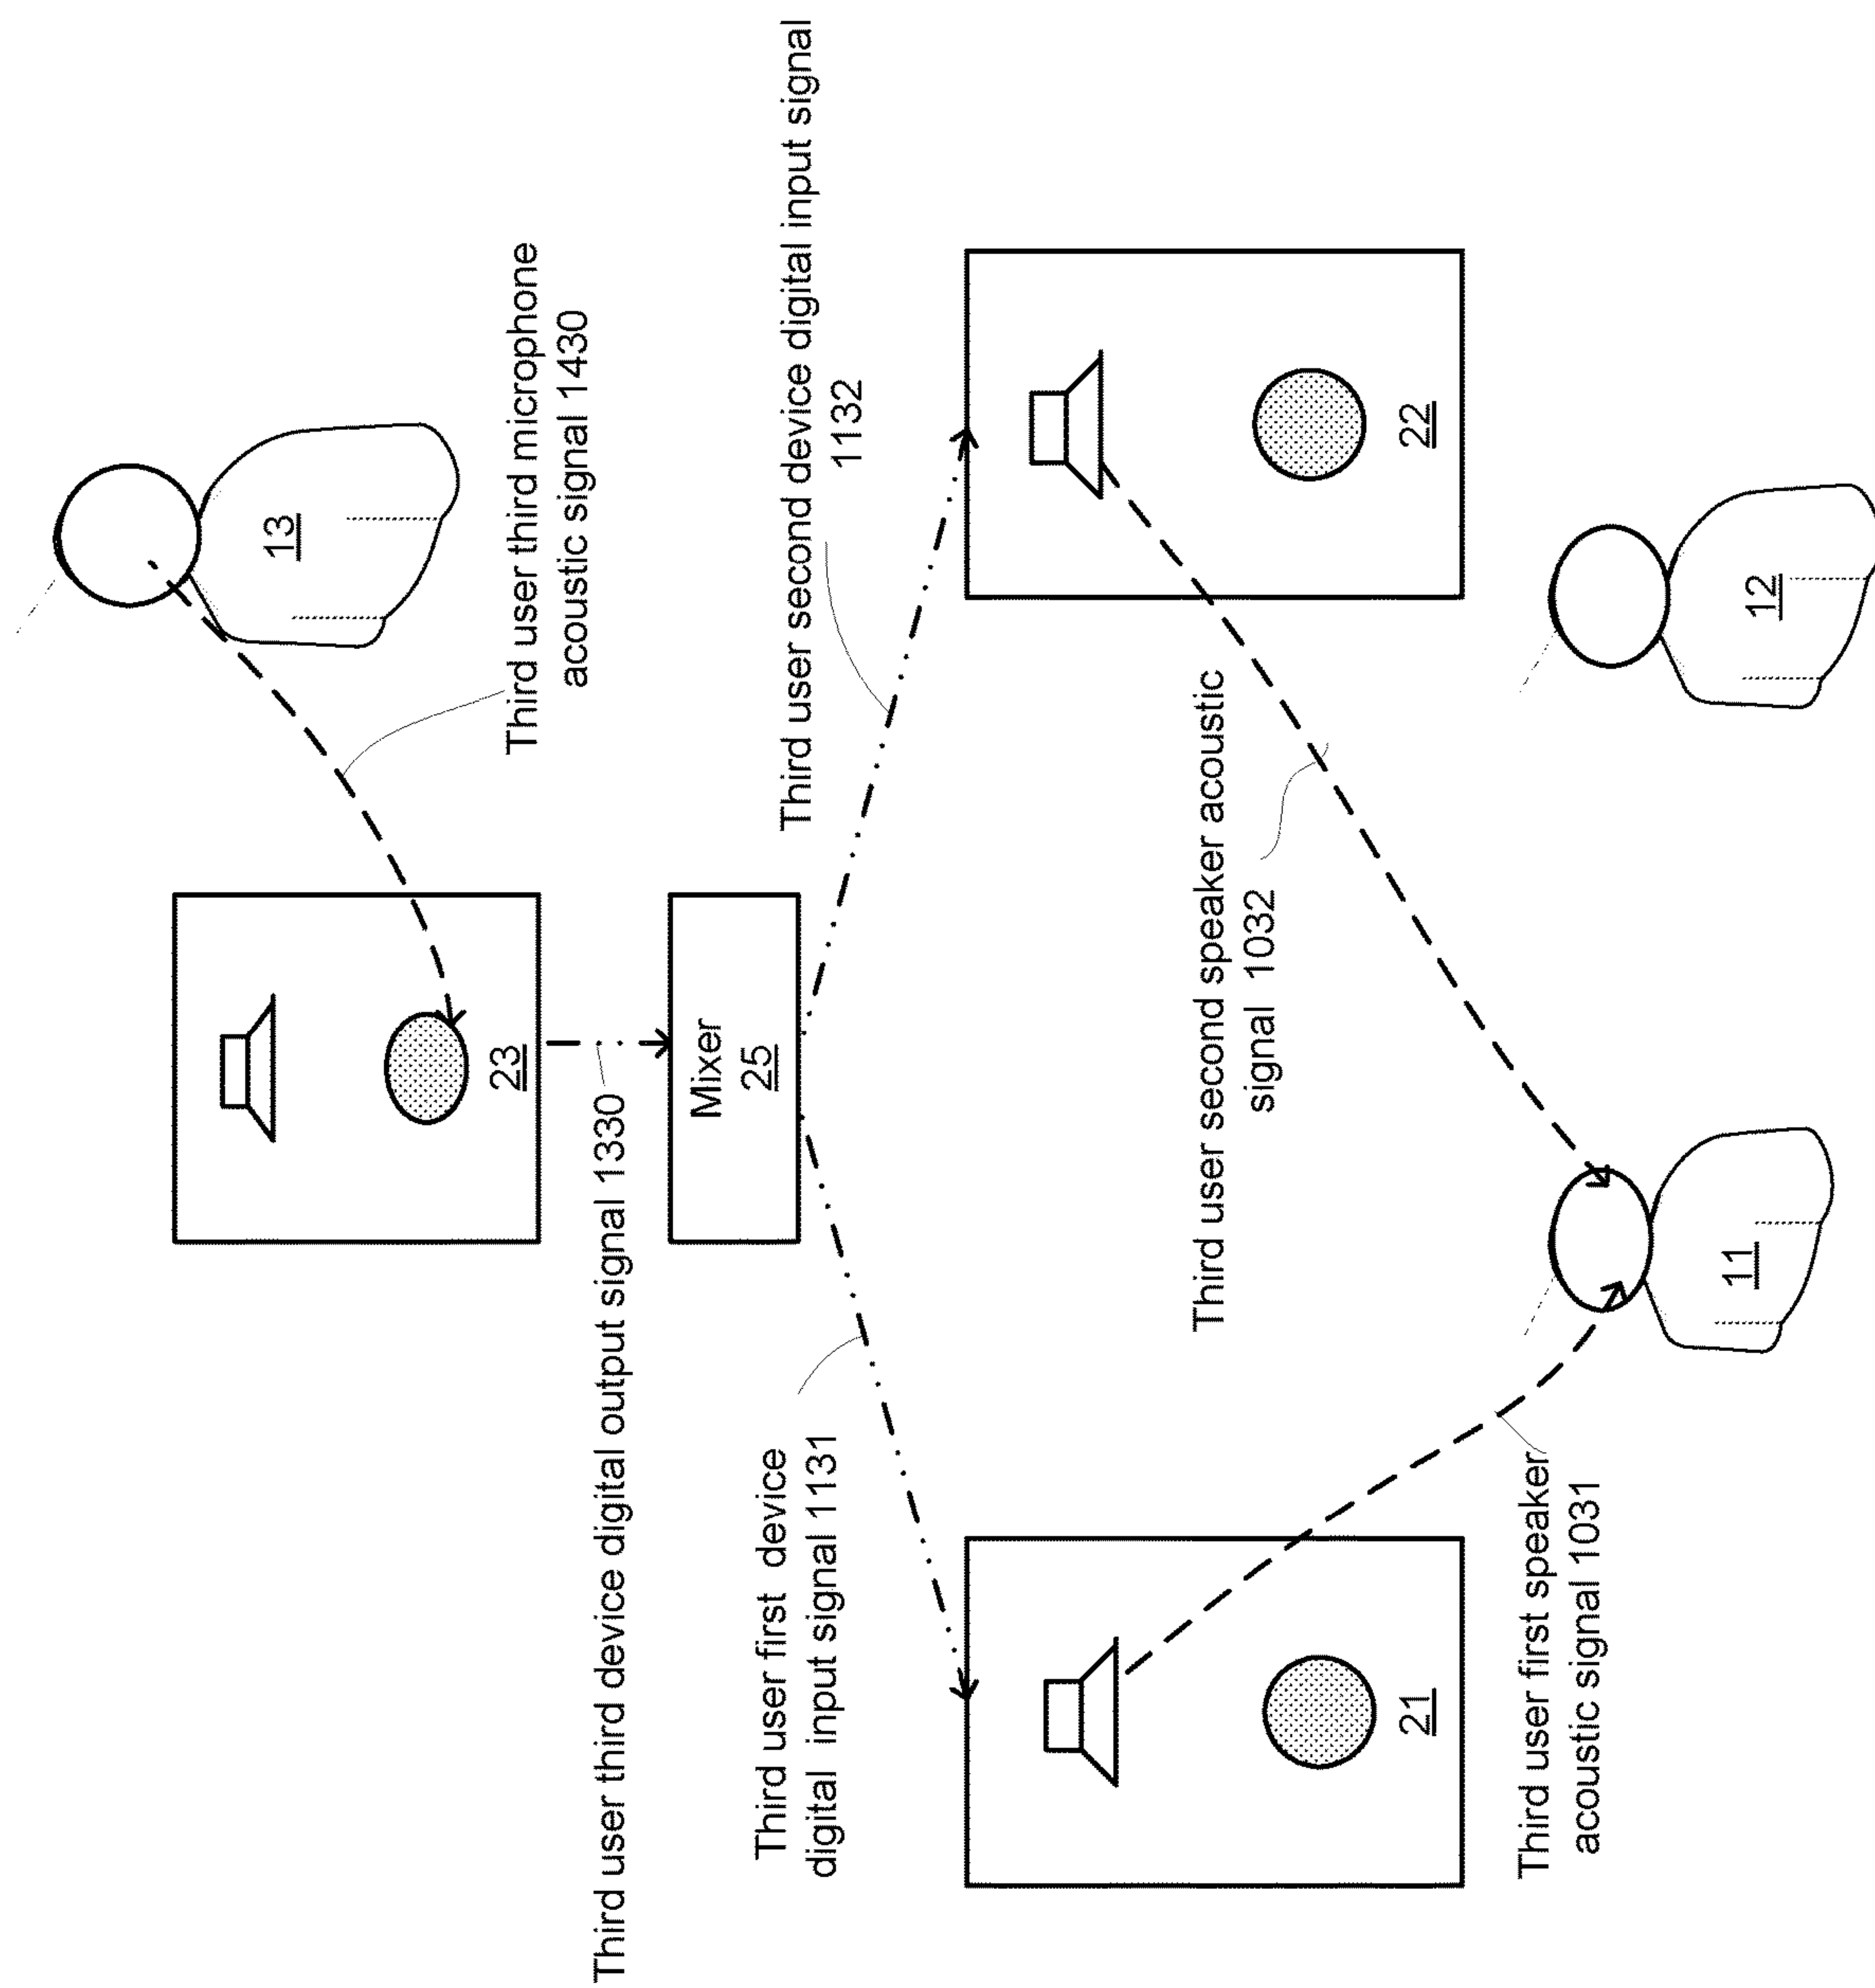 13
Third user third microphone
acoustic signal 1430
23
Third user third device digital output signal 1330
Mixer
25
Third user first device
digital input signal 1131
Third user second device digital input signal
1132
21
22
Third user second speaker acoustic
signal 1032
Third user first speaker
acoustic signal 1031
11
12